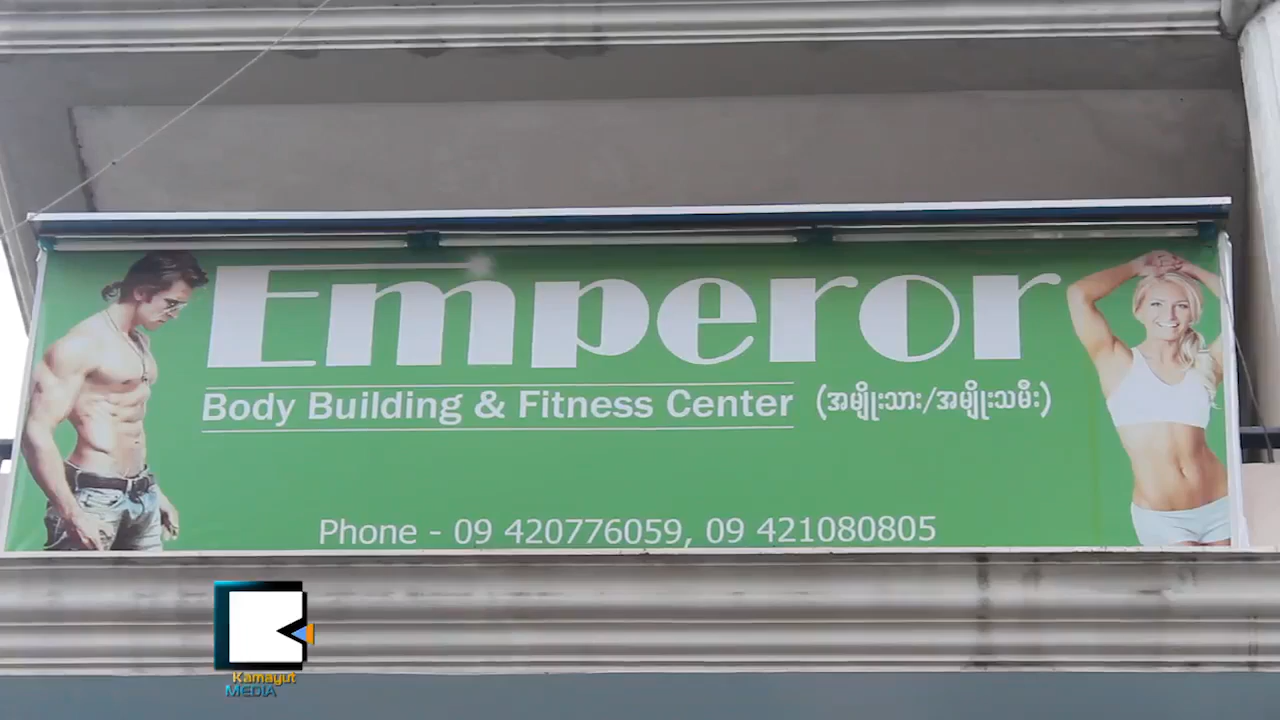 Emperor
Body Building & Fitness Center (အမျိုးသား/အမျိုးသမီး)
Phone - 09 420776059, 09 421080805
Kamayut
MEDIA